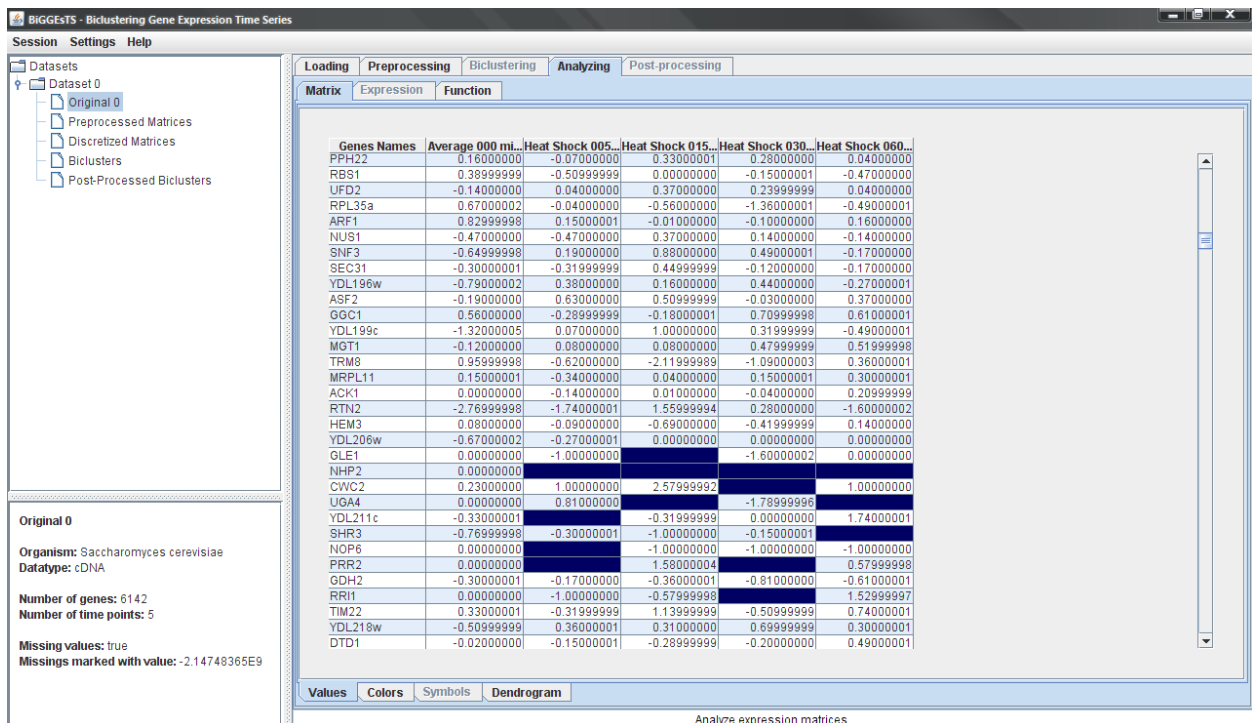 BiGGEsTS - Biclustering Gene Expression Time Series
Session Settings Help
Datasets
Dataset 0
Original 0
Preprocessed Matrices
Discretized Matrices
Biclusters
Post-Processed Biclusters
Original 0
Organism: Saccharomyces cerevisiae
Datatype: cDNA
Number of genes: 6142
Number of time points: 5
Missing values: true
Missings marked with value: -2.14748365E9
Loading Preprocessing Biclustering Analyzing Post-processing
Matrix Expression Function
Genes Names Average 000 mi... Heat Shock 005... Heat Shock 015... Heat Shock 030... Heat Shock 060...
PPH22 0.16000000 -0.07000000 0.33000001 0.28000000 0.04000000
RBS1 0.38999999 -0.50999999 0.00000000 -0.15000001 -0.47000000
UFD2 -0.14000000 0.04000000 0.37000000 0.23999999 0.04000000
RPL35a 0.67000002 -0.04000000 -0.56000000 -1.36000001 -0.49000001
ARF1 0.82999998 0.15000001 -0.01000000 -0.10000000 0.16000000
NUS1 -0.47000000 -0.47000000 0.37000000 0.14000000 -0.14000000
SNF3 -0.64999998 0.19000000 0.88000000 0.49000001 -0.17000000
SEC31 -0.30000001 -0.31999999 0.44999999 -0.12000000 -0.17000000
YDL196w -0.79000002 0.38000000 0.16000000 0.44000000 -0.27000001
ASF2 -0.19000000 0.63000000 0.50999999 -0.03000000 0.37000000
GGC1 0.56000000 -0.28999999 -0.18000001 0.70999998 0.61000001
YDL199c -1.32000005 0.07000000 1.00000000 0.31999999 -0.49000001
MGT1 -0.12000000 0.08000000 0.08000000 0.47999999 0.51999998
TRM8 0.95999998 -0.62000000 -2.11999989 -1.09000003 0.36000001
MRPL11 0.15000001 -0.34000000 0.04000000 0.15000001 0.30000001
ACK1 0.00000000 -0.14000000 0.01000000 -0.04000000 0.20999999
RTN2 -2.76999998 -1.74000001 1.55999994 0.28000000 -1.60000002
HEM3 0.08000000 -0.09000000 -0.69000000 -0.41999999 0.14000000
YDL206w -0.67000002 -0.27000001 0.00000000 0.00000000 0.00000000
GLE1 0.00000000 -1.00000000 -1.60000002 0.00000000
NHP2 0.00000000
CWC2 0.23000000 1.00000000 2.57999992 1.00000000
UGA4 0.00000000 0.81000000 -1.78999996
YDL211c -0.33000001 -0.31999999 0.00000000 1.74000001
SHR3 -0.76999998 -0.30000001 -1.00000000 -0.15000001
NOP6 0.00000000 -1.00000000 -1.00000000 -1.00000000
PRR2 0.00000000 1.58000004 0.57999998
GDH2 -0.30000001 -0.17000000 -0.36000001 -0.81000000 -0.61000001
RRI1 0.00000000 -1.00000000 -0.57999998 1.52999997
TIM22 0.33000001 -0.31999999 1.13999999 -0.50999999 0.74000001
YDL218w -0.50999999 0.36000001 0.31000000 0.69999999 0.30000001
DTD1 -0.02000000 -0.15000001 -0.28999999 -0.20000000 0.49000001
Values Colors Symbols Dendrogram
Analyze expression matrices